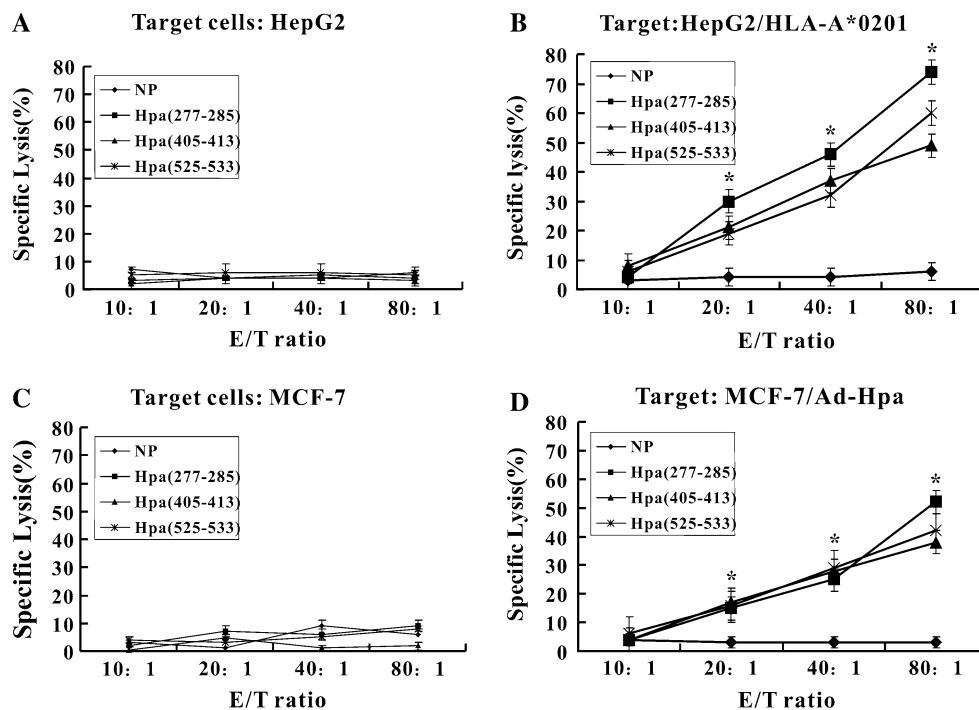 A
Target cells: HepG2
Specific Lysis(%)
80
70
60
50
40
30
20
10
0
NP
Hpa(277-285)
Hpa(405-413)
Hpa(525-533)
10: 1
20: 1
40: 1
80: 1
E/T ratio
B
Target:HepG2/HLA-A*0201
Specific lysis(%)
80
70
60
50
40
30
20
10
0
NP
Hpa(277-285)
Hpa(405-413)
Hpa(525-533)
*
*
*
10: 1
20: 1
40: 1
80: 1
E/T ratio
C
Target cells: MCF-7
Specific Lysis(%)
80
70
60
50
40
30
20
10
0
NP
Hpa(277-285)
Hpa(405-413)
Hpa(525-533)
10: 1
20: 1
40: 1
80: 1
E/T ratio
D
Target: MCF-7/Ad-Hpa
Specific Lysis(%)
80
70
60
50
40
30
20
10
0
NP
Hpa(277-285)
Hpa(405-413)
Hpa(525-533)
*
*
*
10: 1
20: 1
40: 1
80: 1
E/T ratio